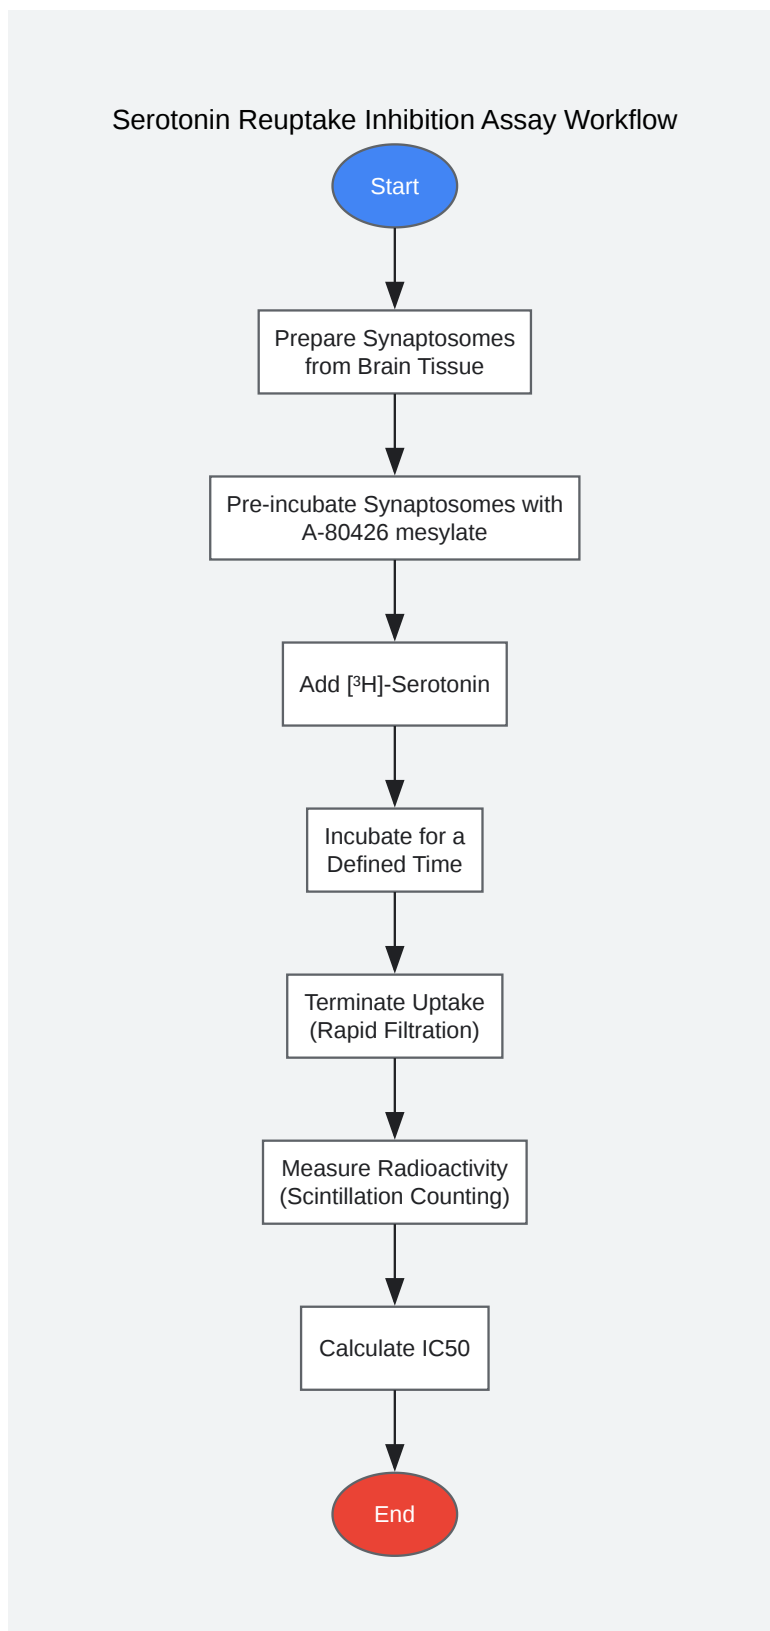 Serotonin Reuptake Inhibition Assay Workflow
Start
Prepare Synaptosomes
from Brain Tissue
Pre-incubate Synaptosomes with
A-80426 mesylate
Add [³H]-Serotonin
Incubate for a
Defined Time
Terminate Uptake
(Rapid Filtration)
Measure Radioactivity
(Scintillation Counting)
Calculate IC50
End